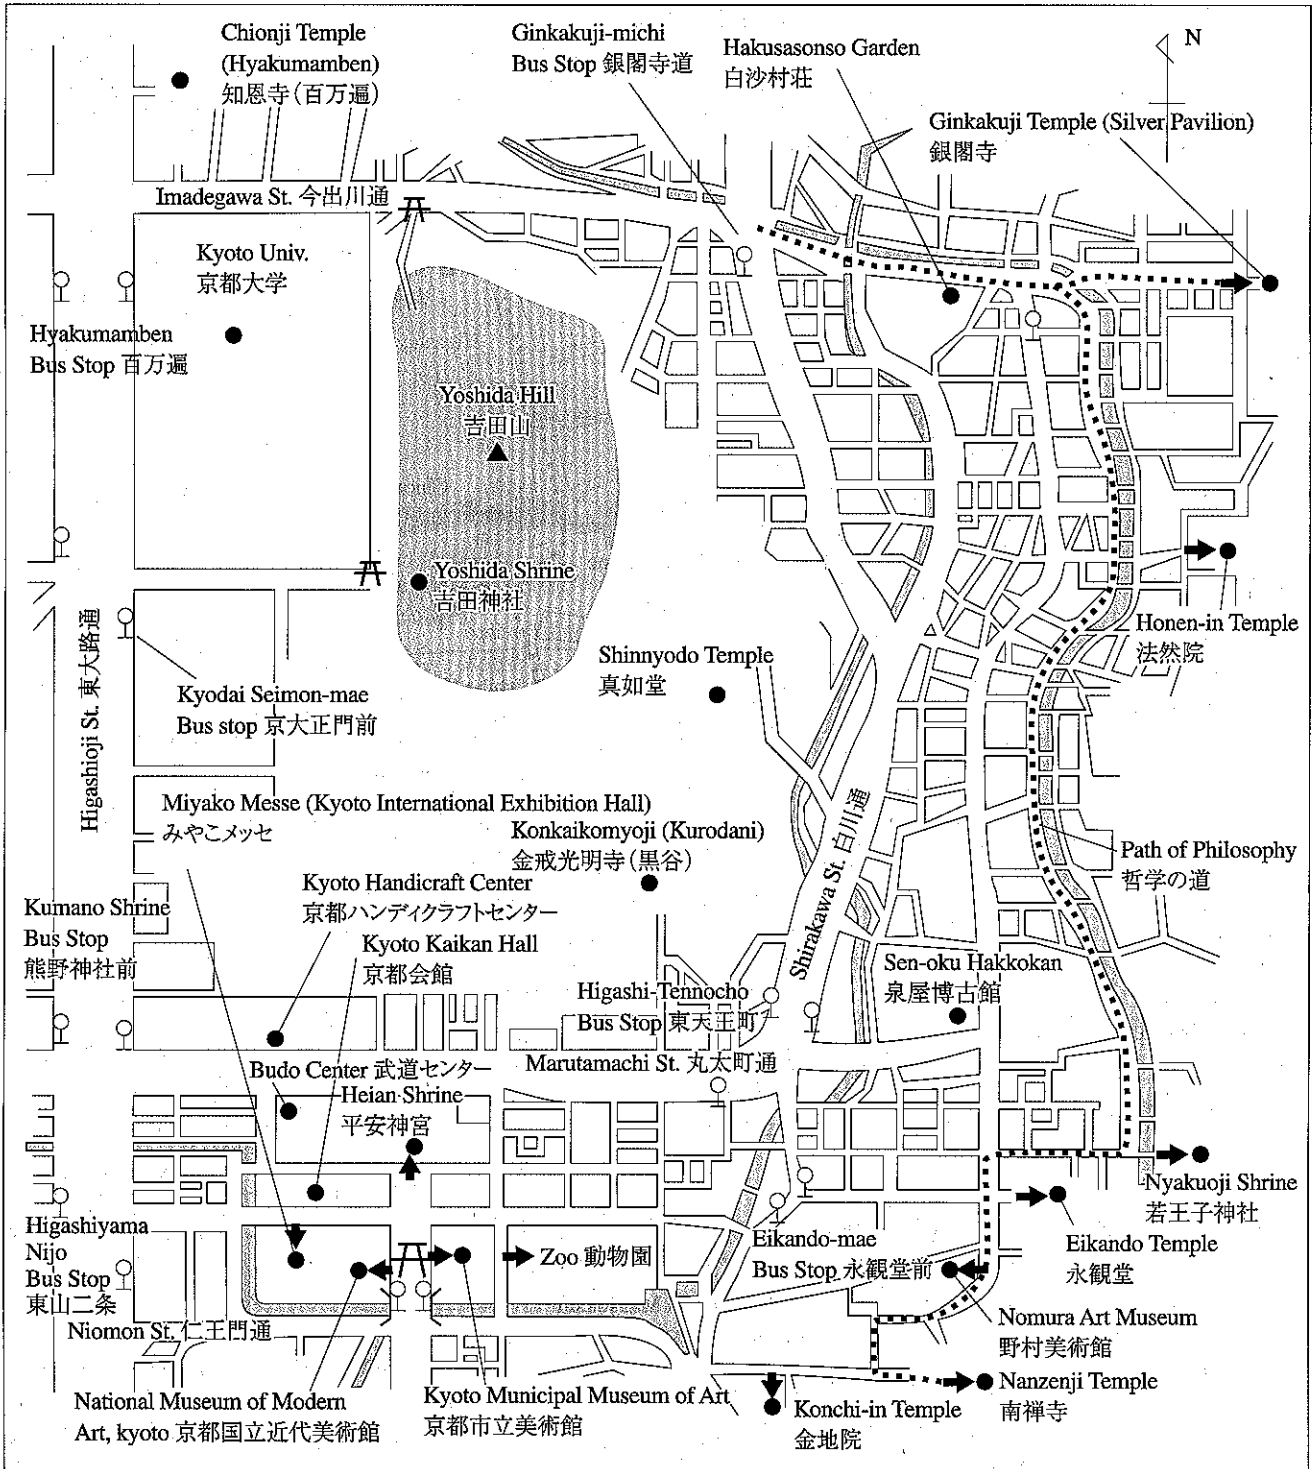 Chionji Temple
(Hyakumamben)
知恩寺(百万遍)
Ginkakuji-michi
Bus Stop 銀閣寺道
Hakusasonso Garden
白沙村荘
N
Ginkakuji Temple (Silver Pavilion)
銀閣寺
Imadegawa St. 今出川通
Kyoto Univ.
京都大学
Hyakumamben
Bus Stop 百万遍
Yoshida Hill
吉田山
Yoshida Shrine
吉田神社
Honen-in Temple
法然院
Higashioji St. 東大路通
Kyodai Seimon-mae
Bus stop 京大正門前
Shinnyodo Temple
真如堂
Miyako Messe (Kyoto International Exhibition Hall)
みやこメッセ
Konkaikomyoji (Kurodani)
金戒光明寺(黒谷)
Shirakawa St. 白川通
Path of Philosophy
哲学の道
Kyoto Handicraft Center
京都ハンディクラフトセンター
Kumano Shrine
Bus Stop
熊野神社前
Kyoto Kaikan Hall
京都会館
Sen-oku Hakkokan
泉屋博古館
Higashi-Tennocho
Bus Stop 東天王町
Marutamachi St. 丸太町通
Budo Center 武道センター
Heian Shrine
平安神宮
Nyakuoji Shrine
若王子神社
Higashiyama
Nijo
Bus Stop
東山二条
Eikando-mae
Bus Stop 永観堂前
Eikando Temple
永観堂
Zoo 動物園
Niomon St. 仁王門通
Nomura Art Museum
野村美術館
National Museum of Modern
Art, kyoto 京都国立近代美術館
Kyoto Municipal Museum of Art
京都市立美術館
Konchi-in Temple
金地院
Nanzenji Temple
南禅寺